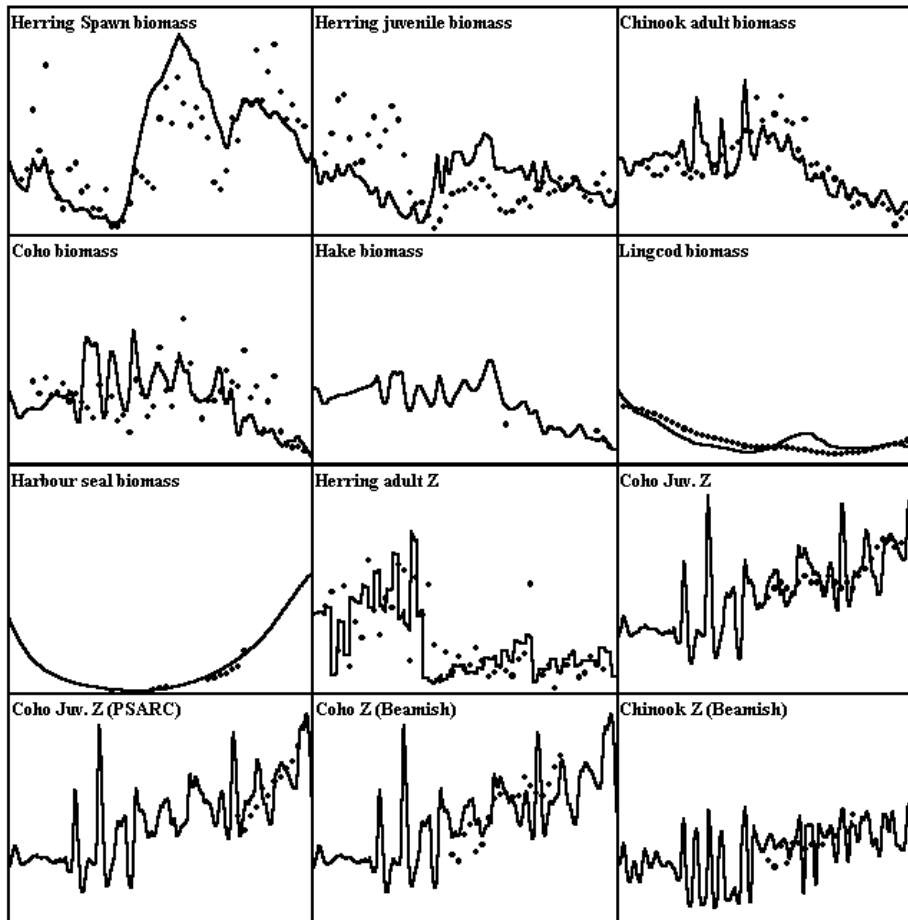 Herring Spawn biomass
Herring juvenile biomass
Chinook adult biomass
Coho biomass
Hake biomass
Lingcod biomass
Harbour seal biomass
Herring adult Z
Coho Juv. Z
Coho Juv. Z (PSARC)
Coho Z (Beamish)
Chinook Z (Beamish)